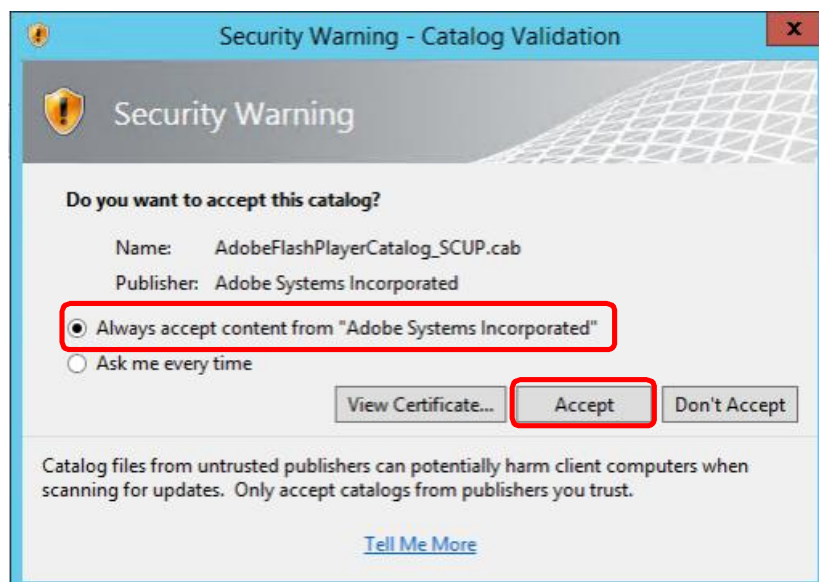 Security Warning - Catalog Validation
x
Security Warning
Do you want to accept this catalog?
Name: AdobeFlashPlayerCatalog_SCUP.cab
Publisher: Adobe Systems Incorporated
Always accept content from "Adobe Systems Incorporated"
Ask me every time
View Certificate... Accept Don't Accept
Catalog files from untrusted publishers can potentially harm client computers when
scanning for updates. Only accept catalogs from publishers you trust.
Tell Me More